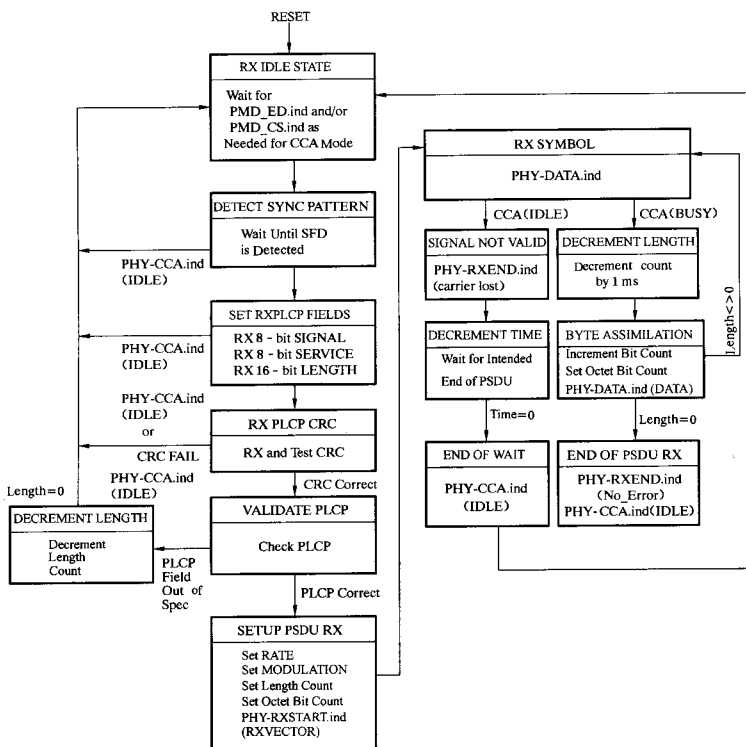 RESET
RX IDLE STATE
Wait for
PMD_ED.ind and/or
PMD_CS.ind as
Needed for CCA Mode
DETECT SYNC PATTERN
Wait Until SFD
is Detected
PHY-CCA.ind
(IDLE)
SET RXPLCP FIELDS
RX 8 - bit SIGNAL
RX 8 - bit SERVICE
RX 16 - bit LENGTH
PHY-CCA.ind
(IDLE)
PHY-CCA.ind
(IDLE)
or
CRC FAIL
RX PLCP CRC
RX and Test CRC
CRC Correct
PHY-CCA.ind
(IDLE)
Length=0
DECREMENT LENGTH
Decrement
Length
Count
VALIDATE PLCP
Check PLCP
PLCP
Field
Out of
Spec
PLCP Correct
SETUP PSDU RX
Set RATE
Set MODULATION
Set Length Count
Set Octet Bit Count
PHY-RXSTART.ind
(RXVECTOR)
RX SYMBOL
PHY-DATA.ind
CCA(IDLE)
CCA(BUSY)
SIGNAL NOT VALID
PHY-RXEND.ind
(carrier lost)
DECREMENT LENGTH
Decrement count
by 1 ms
Length<>0
DECREMENT TIME
Wait for Intended
End of PSDU
BYTE ASSIMILATION
Increment Bit Count
Set Octet Bit Count
PHY-DATA.ind (DATA)
Time=0
Length=0
END OF WAIT
PHY-CCA.ind
(IDLE)
END OF PSDU RX
PHY-RXEND.ind
(No_Error)
PHY-CCA.ind(IDLE)